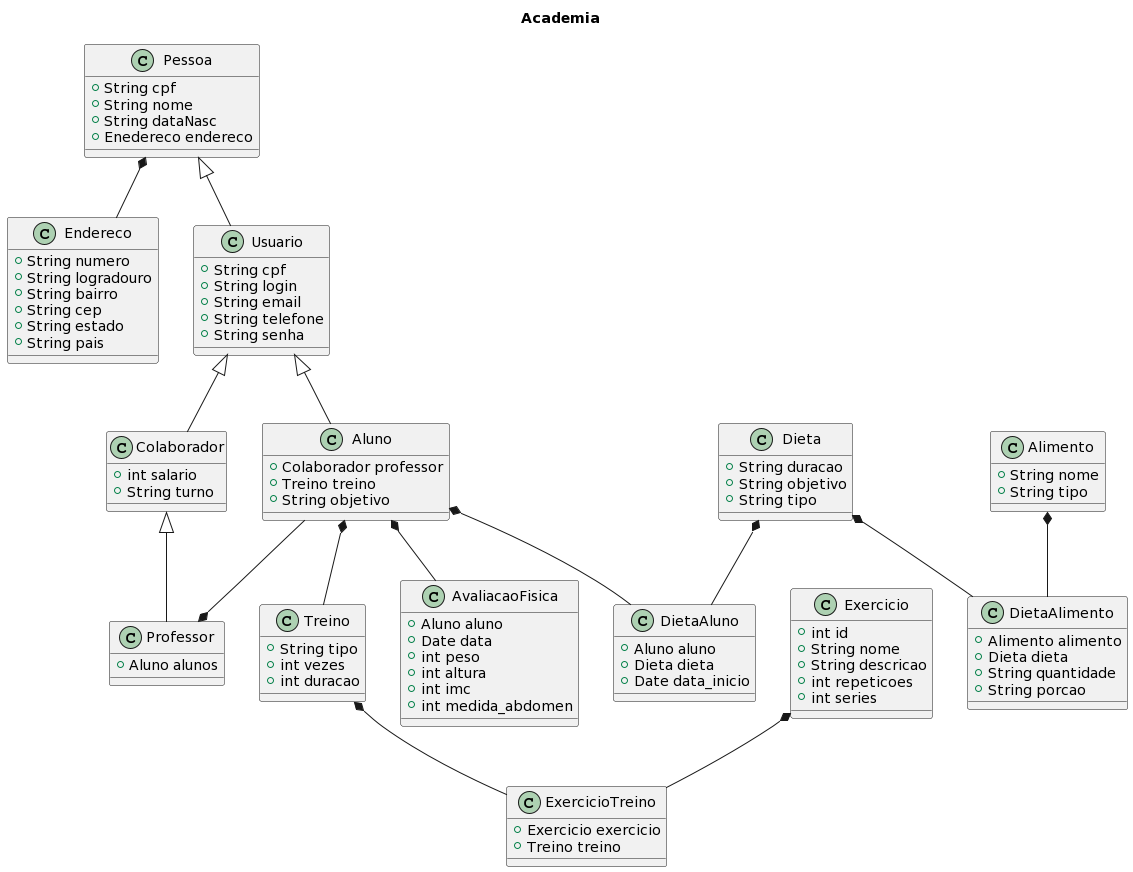 Academia
C Pessoa
String cpf
String nome
String dataNasc
Enedereco endereco
C Endereco
String numero
String logradouro
String bairro
String cep
String estado
String pais
C Usuario
String cpf
String login
String email
String telefone
String senha
C Colaborador
int salario
String turno
C Aluno
Colaborador professor
Treino treino
String objetivo
C Dieta
String duracao
String objetivo
String tipo
C Alimento
String nome
String tipo
C Professor
Aluno alunos
C Treino
String tipo
int vezes
int duracao
C AvaliacaoFisica
Aluno aluno
Date data
int peso
int altura
int imc
int medida_abdomen
C DietaAluno
Aluno aluno
Dieta dieta
Date data_inicio
C Exercicio
int id
String nome
String descricao
int repeticoes
int series
C DietaAlimento
Alimento alimento
Dieta dieta
String quantidade
String porcao
C ExercicioTreino
Exercicio exercicio
Treino treino